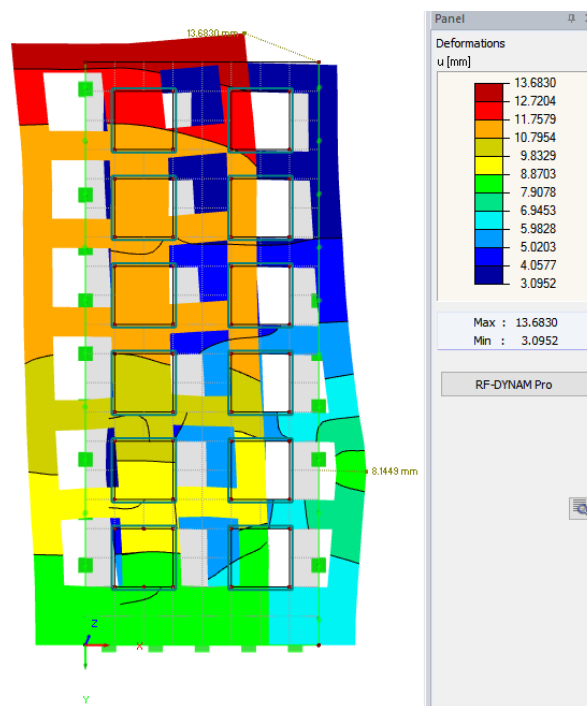 Panel
13.6830 mm
Deformations
u [mm]
13.6830
12.7204
11.7579
10.7954
9.8329
8.8703
7.9078
6.9453
5.9828
5.0203
4.0577
3.0952
Max : 13.6830
Min : 3.0952
RF-DYNAM Pro
8.1449 mm
Z
X
Y